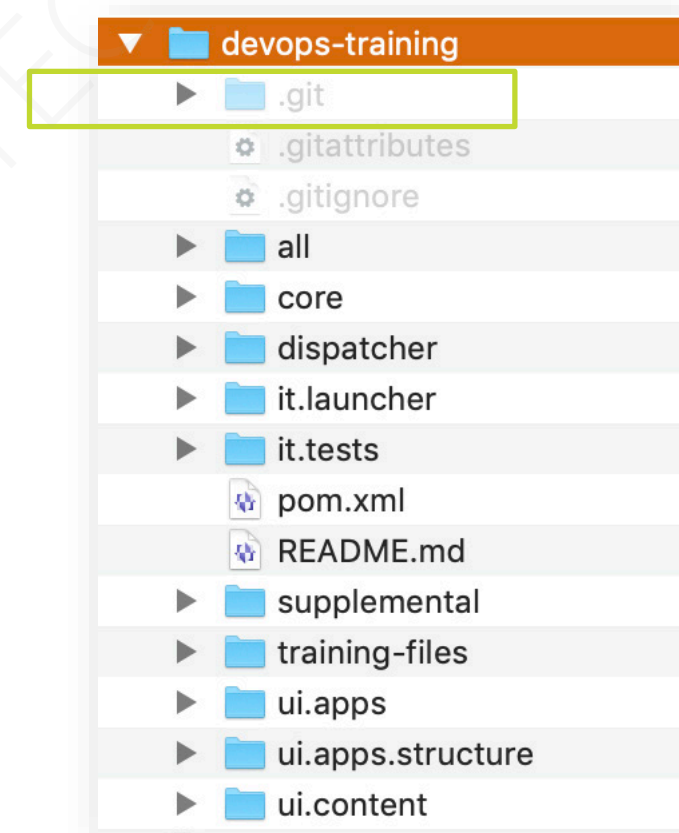 devops-training
.git
.gitattributes
.gitignore
all
core
dispatcher
it.launcher
it.tests
pom.xml
README.md
supplemental
training-files
ui.apps
ui.apps.structure
ui.content